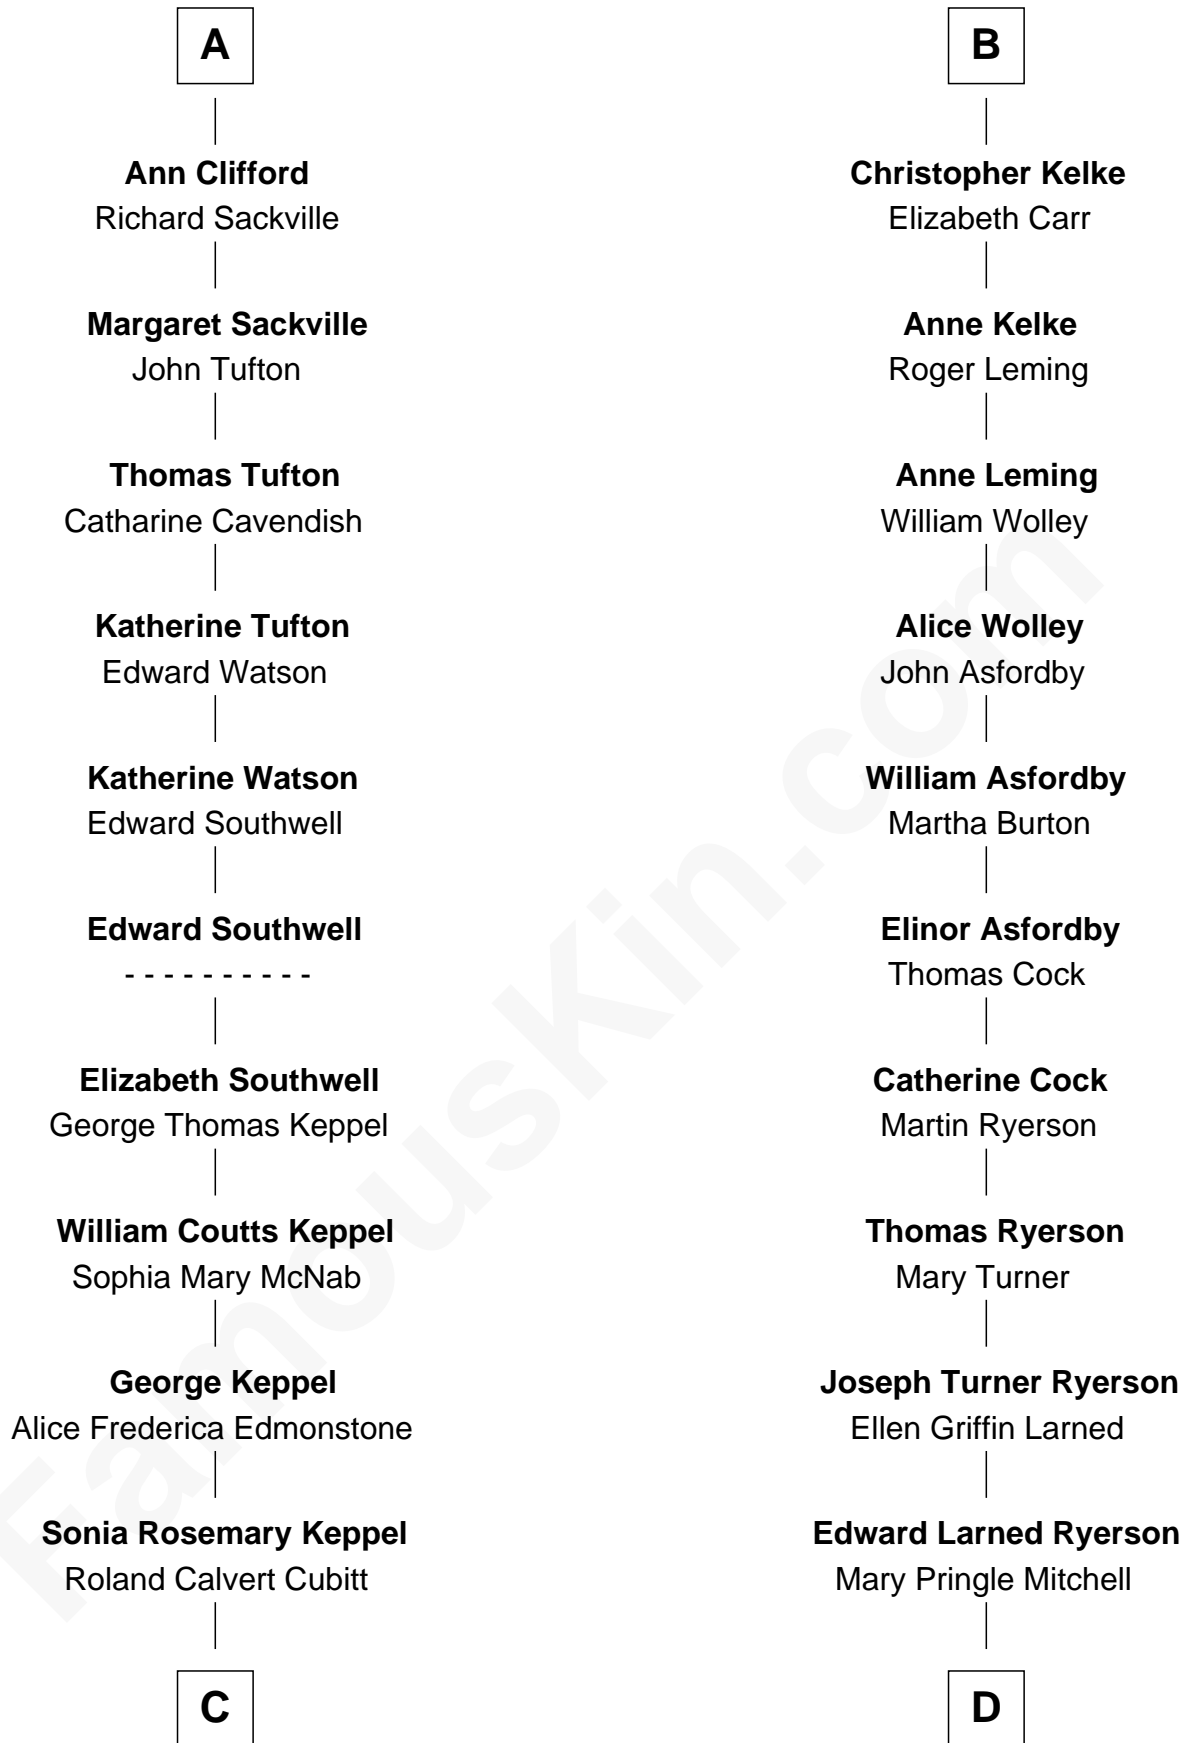 A
Ann Clifford
Richard Sackville
Margaret Sackville
John Tufton
Thomas Tufton
Catharine Cavendish
Katherine Tufton
Edward Watson
Katherine Watson
Edward Southwell
Edward Southwell
- - - - - - - - - -
Elizabeth Southwell
George Thomas Keppel
William Coutts Keppel
Sophia Mary McNab
George Keppel
Alice Frederica Edmonstone
Sonia Rosemary Keppel
Roland Calvert Cubitt
C
B
Christopher Kelke
Elizabeth Carr
Anne Kelke
Roger Leming
Anne Leming
William Wolley
Alice Wolley
John Asfordby
William Asfordby
Martha Burton
Elinor Asfordby
Thomas Cock
Catherine Cock
Martin Ryerson
Thomas Ryerson
Mary Turner
Joseph Turner Ryerson
Ellen Griffin Larned
Edward Larned Ryerson
Mary Pringle Mitchell
D
FamousKin.com